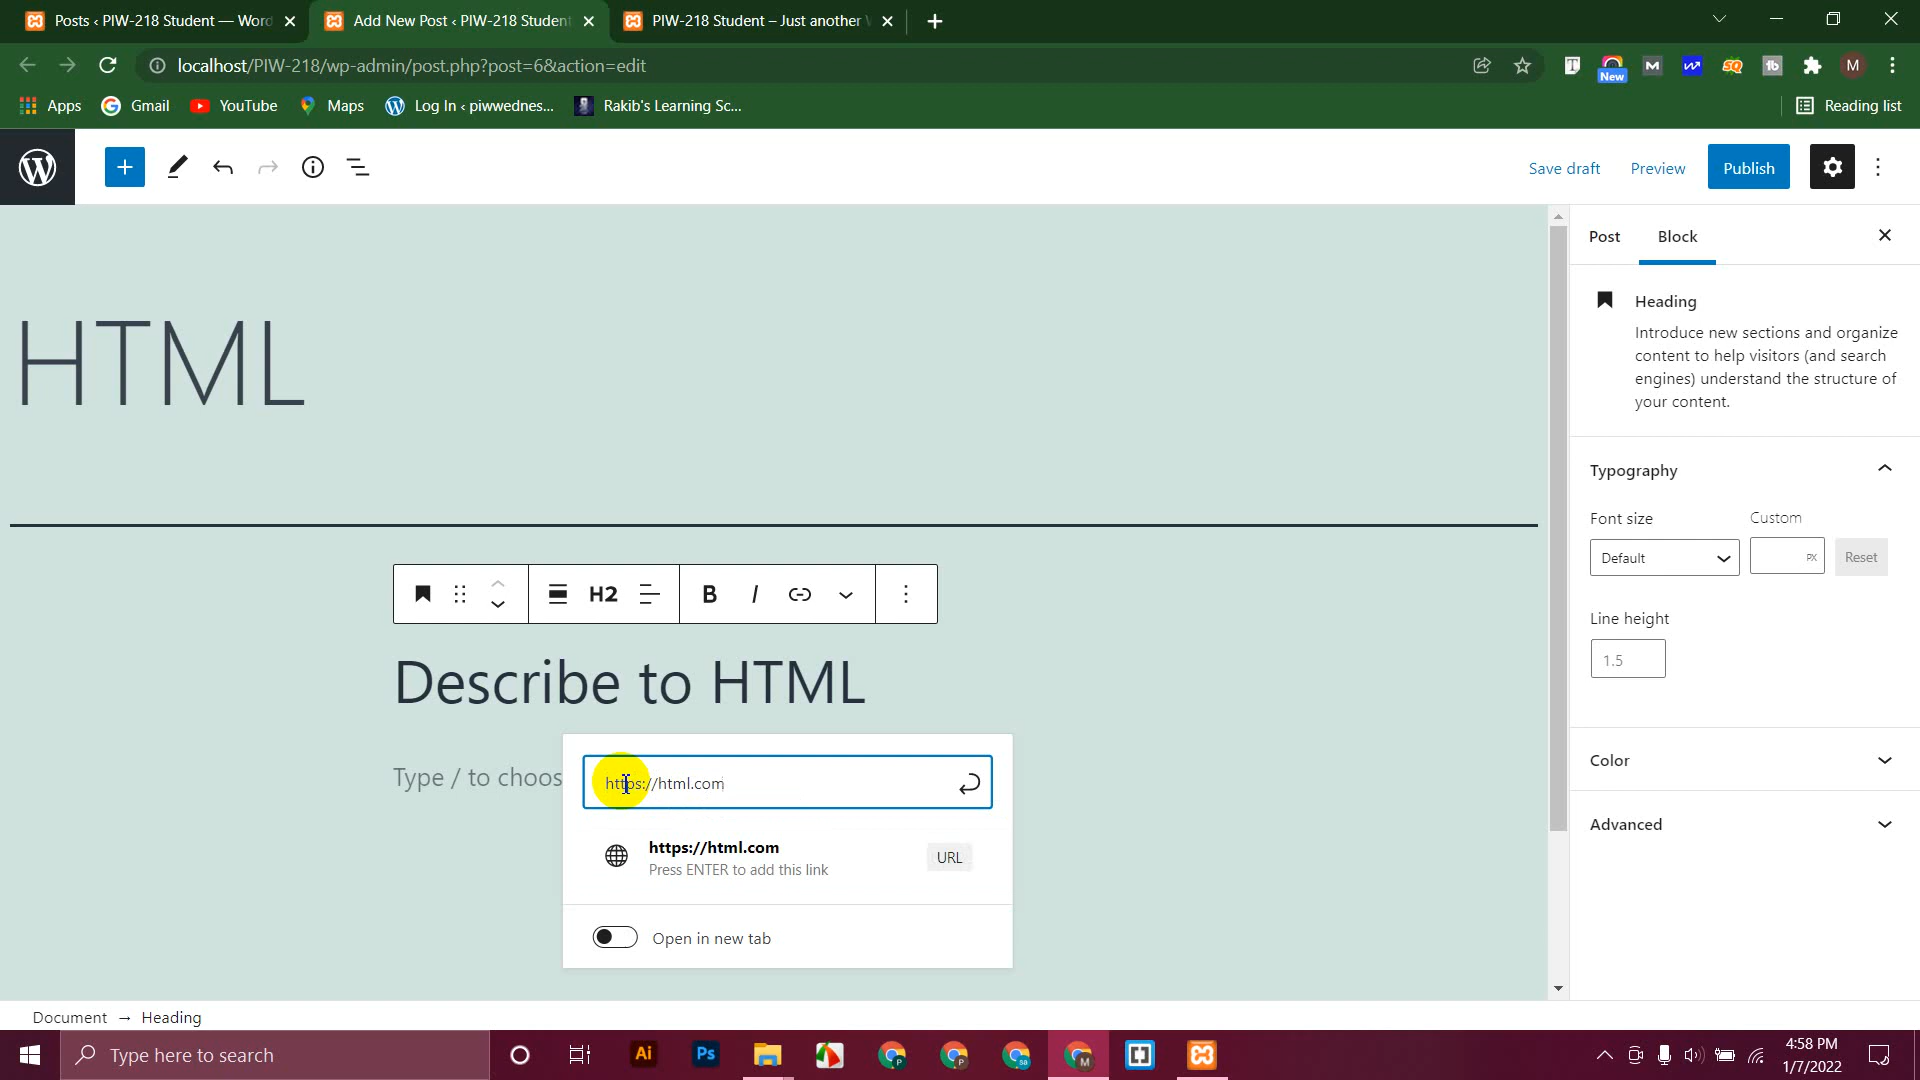 Posts ‹ PIW-218 Student — Word
Add New Post ‹ PIW-218 Student
PIW-218 Student – Just another W
localhost/PIW-218/wp-admin/post.php?post=6&action=edit
New
M
Apps
Gmail
YouTube
Maps
Log In ‹ piwwednes...
Rakib's Learning Sc...
Reading list
Save draft
Preview
Publish
HTML
Post
Block
Heading
Introduce new sections and organize
content to help visitors (and search
engines) understand the structure of
your content.
Typography
Font size
Custom
Default
PX
Reset
Line height
1.5
H2
B
I
Describe to HTML
Type / to choos
https://html.com
https://html.com
Press ENTER to add this link
URL
Open in new tab
Color
Advanced
Document → Heading
Type here to search
Ai
Ps
4:58 PM
1/7/2022